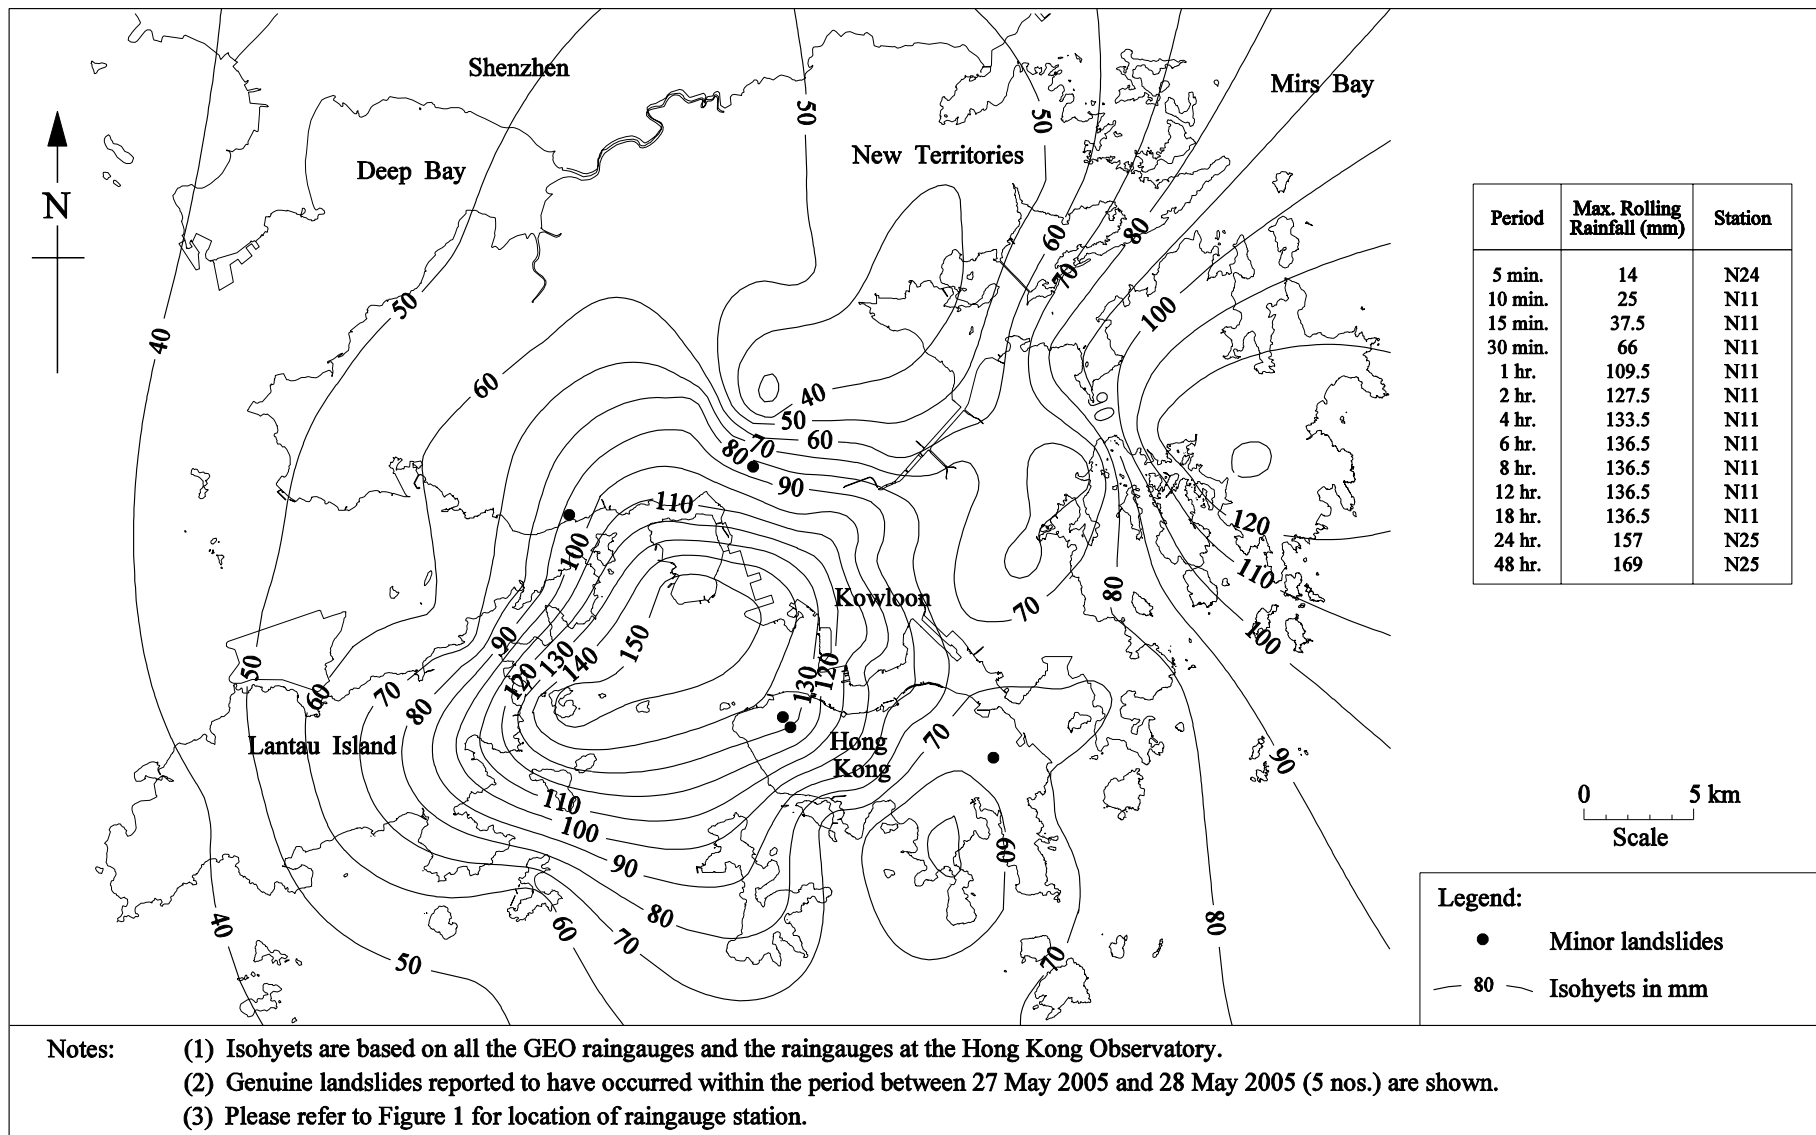 Shenzhen
Mirs Bay
50
50
New Territories
Deep Bay
N
60
80
70
50
100
40
60
40
50
60
70
80
90
90
110
120
100
110
80
Kowloon
70
100
90
150
130
140
120
50
60
70
80
130
120
Lantau Island
Hong
Kong
70
90
110
100
60
90
80
60
70
40
50
80
70
Period Max. Rolling Rainfall (mm) Station
5 min. 14 N24
10 min. 25 N11
15 min. 37.5 N11
30 min. 66 N11
1 hr. 109.5 N11
2 hr. 127.5 N11
4 hr. 133.5 N11
6 hr. 136.5 N11
8 hr. 136.5 N11
12 hr. 136.5 N11
18 hr. 136.5 N11
24 hr. 157 N25
48 hr. 169 N25
0 5 km
Scale
Legend:
Minor landslides
80 Isohyets in mm
Notes: (1) Isohyets are based on all the GEO raingauges and the raingauges at the Hong Kong Observatory.
(2) Genuine landslides reported to have occurred within the period between 27 May 2005 and 28 May 2005 (5 nos.) are shown.
(3) Please refer to Figure 1 for location of raingauge station.